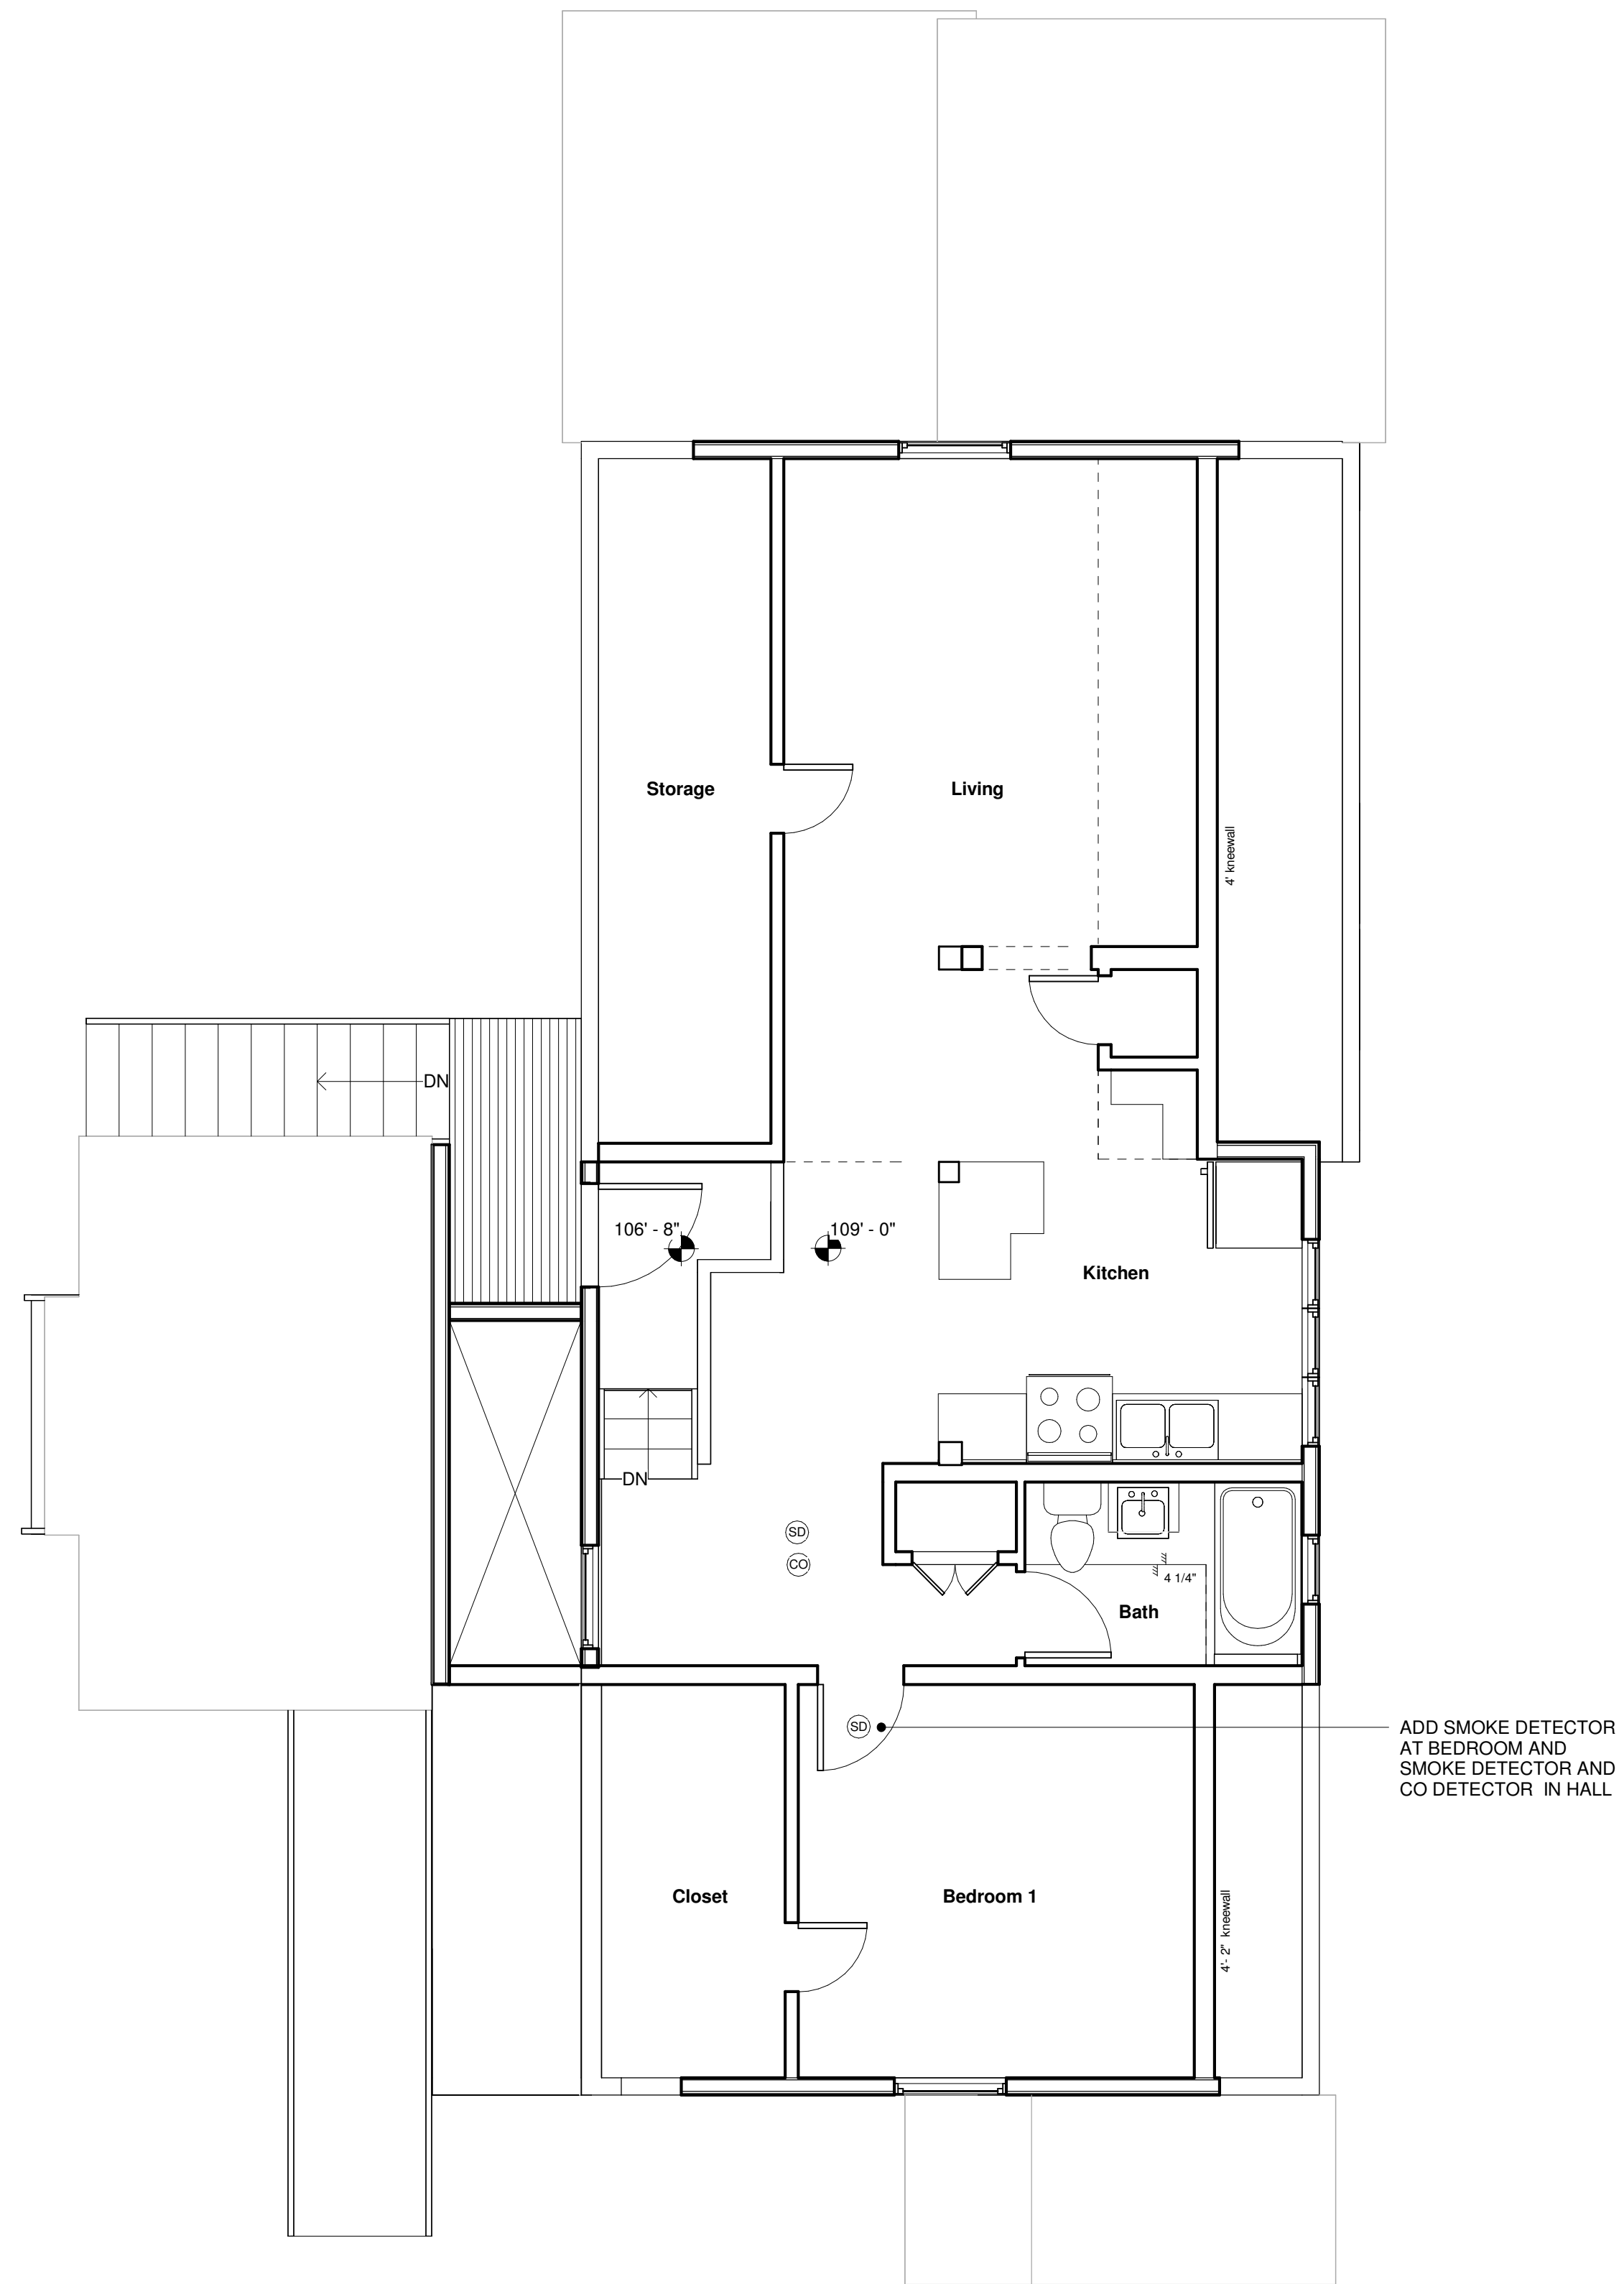 Storage
Living
4' kneewall
DN
106' - 8"
109' - 0"
Kitchen
DN
SD
CO
4 1/4"
Bath
SD
ADD SMOKE DETECTOR
AT BEDROOM AND
SMOKE DETECTOR AND
CO DETECTOR IN HALL
Closet
Bedroom 1
4'- 2" kneewall